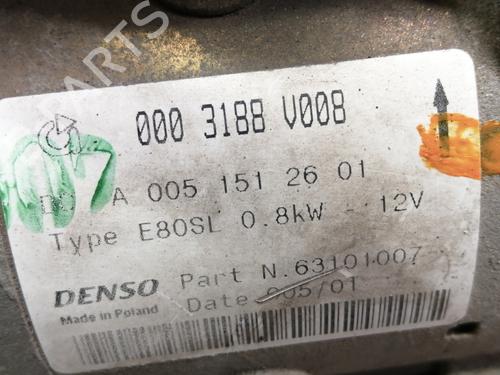 PARTS
000 3188 V008
A 005 151 26 01
Type E80SL 0.8kW - 12V
Part N.63101007
DENSO
Date 005/01
Made in Poland